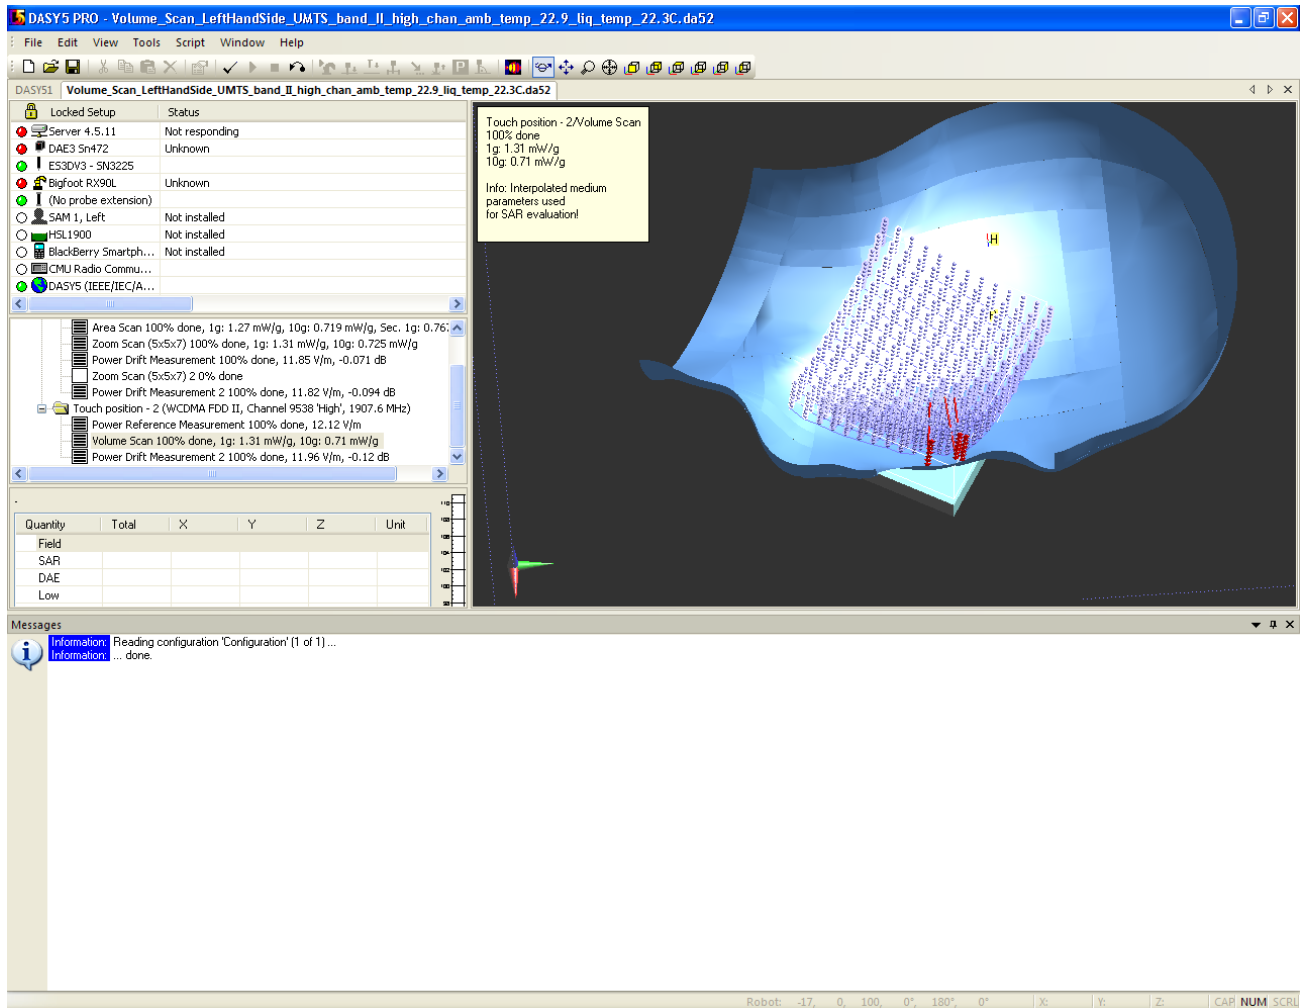 DASY5 PRO - Volume_Scan_LeftHandSide_UMTS_band_II_high_chan_amb_temp_22.9_liq_temp_22.3C.da52
File Edit View Tools Script Window Help
DASY51 Volume_Scan_LeftHandSide_UMTS_band_II_high_chan_amb_temp_22.9_liq_temp_22.3C.da52
Locked Setup Status
Server 4.5.11 Not responding
DAE3 Sn472 Unknown
ES3DV3 - SN3225
Bigfoot RX90L Unknown
(No probe extension)
SAM 1, Left Not installed
HSL1900 Not installed
BlackBerry Smartph... Not installed
CMU Radio Commu...
DASY5 (IEEE/IEC/A...
Area Scan 100% done, 1g: 1.27 mW/g, 10g: 0.719 mW/g, Sec. 1g: 0.76
Zoom Scan (5x5x7) 100% done, 1g: 1.31 mW/g, 10g: 0.725 mW/g
Power Drift Measurement 100% done, 11.85 V/m, -0.071 dB
Zoom Scan (5x5x7) 2 0% done
Power Drift Measurement 2 100% done, 11.82 V/m, -0.094 dB
Touch position - 2 (WCDMA FDD II, Channel 9538 'High', 1907.6 MHz)
Power Reference Measurement 100% done, 12.12 V/m
Volume Scan 100% done, 1g: 1.31 mW/g, 10g: 0.71 mW/g
Power Drift Measurement 2 100% done, 11.96 V/m, -0.12 dB
Touch position - 2/Volume Scan
100% done
1g: 1.31 mW/g
10g: 0.71 mW/g
Info: Interpolated medium
parameters used
for SAR evaluation!
H
.
Quantity Total X Y Z Unit
Field
SAR
DAE
Low
Messages
Information: Reading configuration 'Configuration' (1 of 1) ...
Information: ... done.
Robot: -17, 0, 100, 0°, 180°, 0° X: Y: Z: CAP NUM SCRL